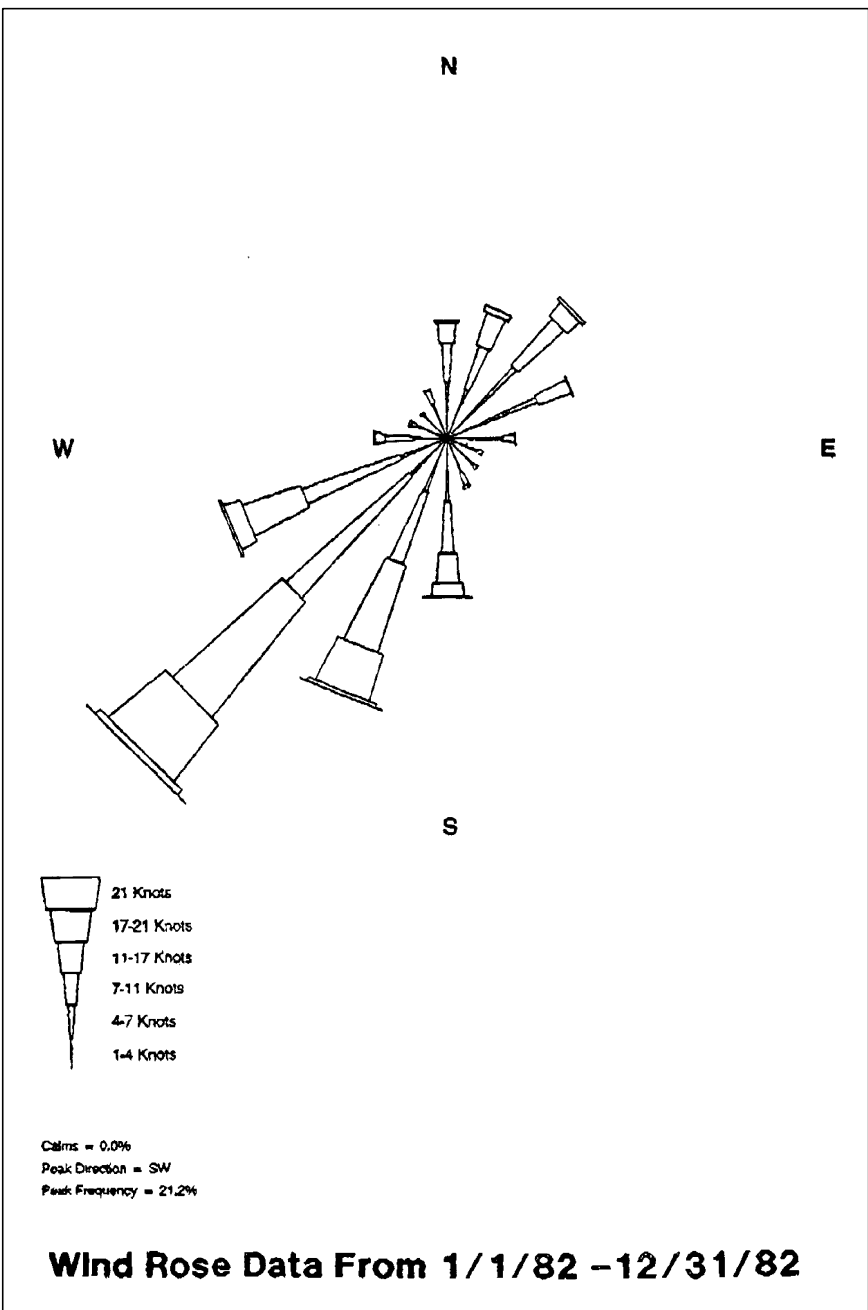 N
W
E
S
21 Knots
17-21 Knots
11-17 Knots
7-11 Knots
4-7 Knots
1-4 Knots
Calms = 0.0%
Peak Direction = SW
Peak Frequency = 21.2%
Wind Rose Data From 1/1/82 -12/31/82